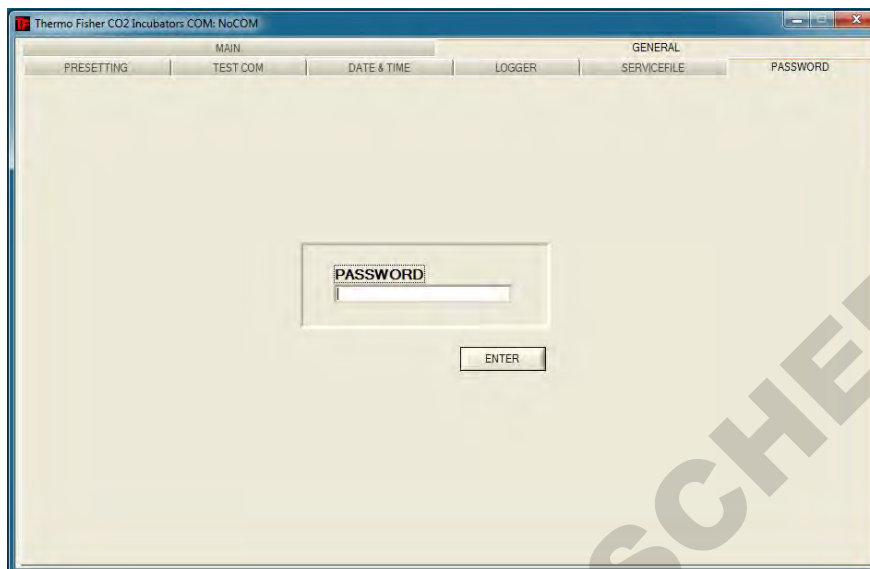 Thermo Fisher CO2 Incubators COM: NoCOM
MAIN GENERAL
PRESETTING TEST COM DATE & TIME LOGGER SERVICEFILE PASSWORD
PASSWORD
ENTER